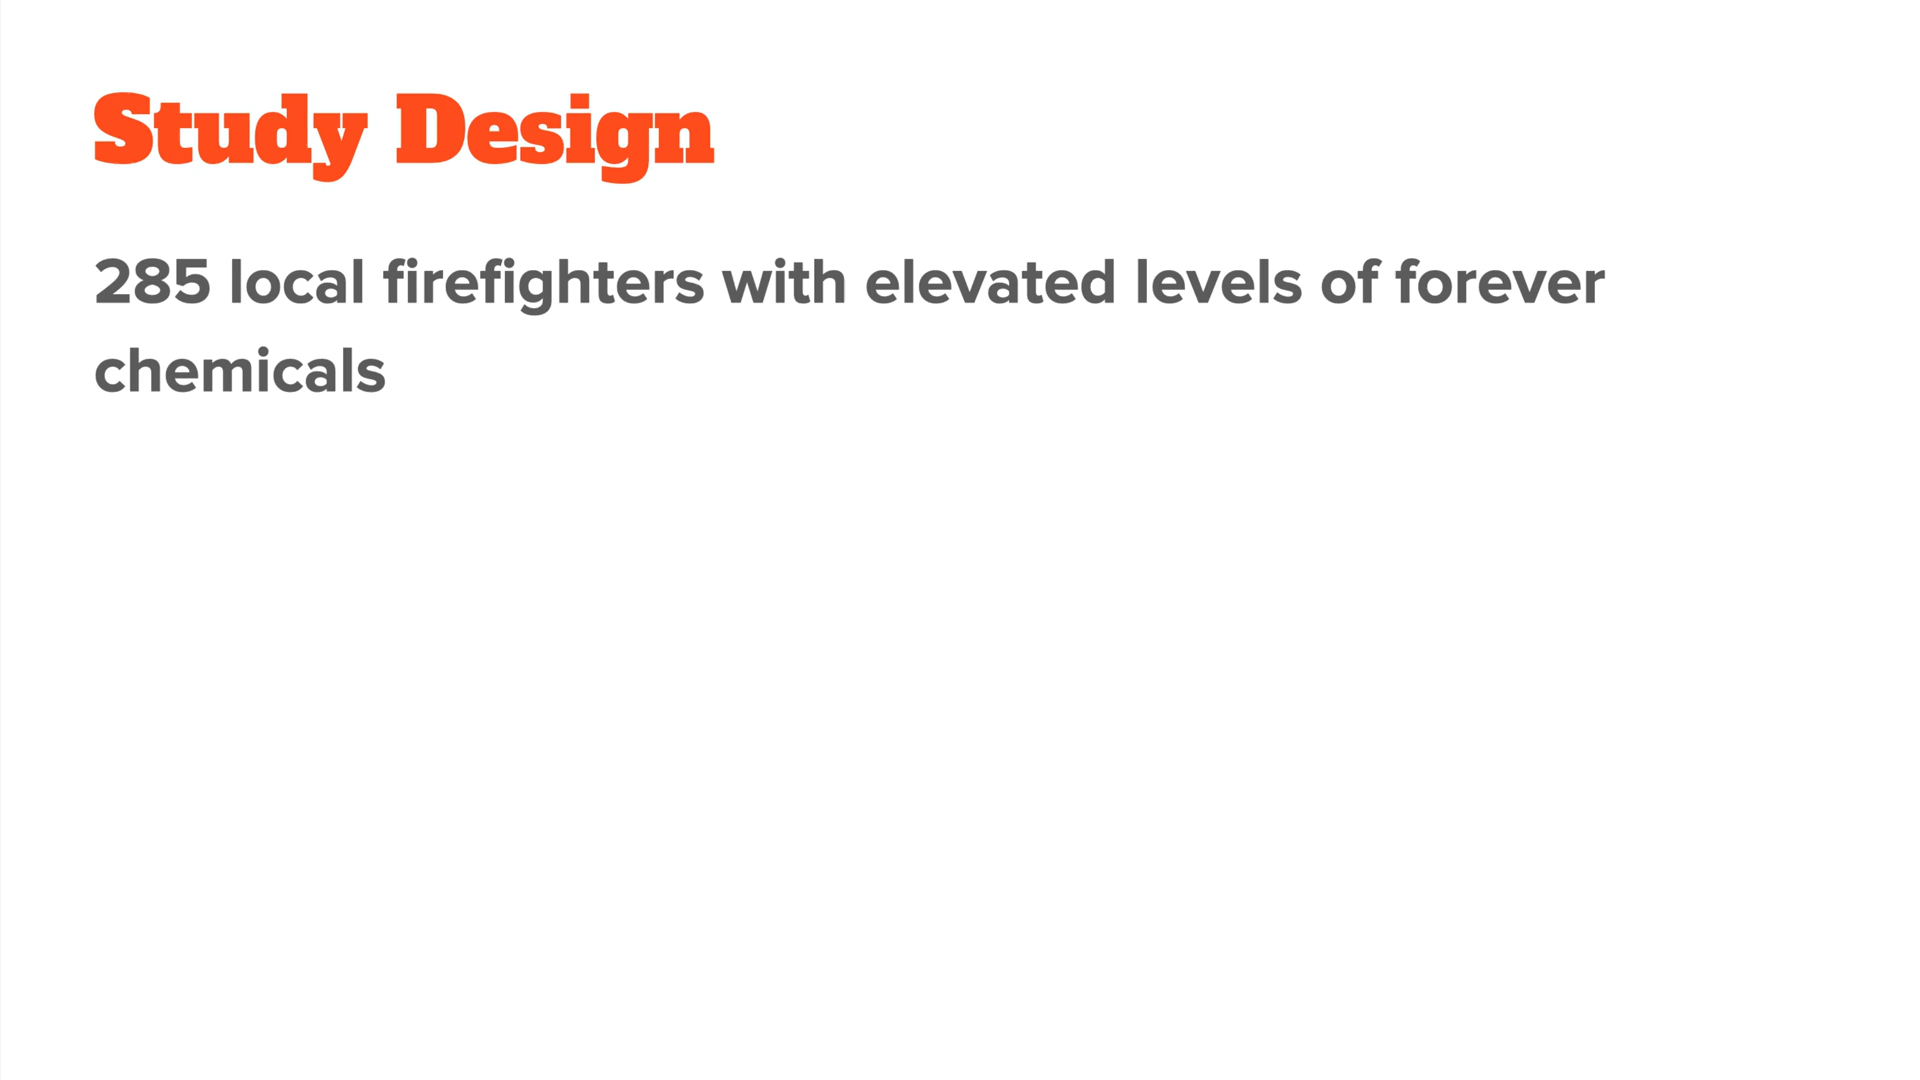 Study Design
285 local firefighters with elevated levels of forever
chemicals